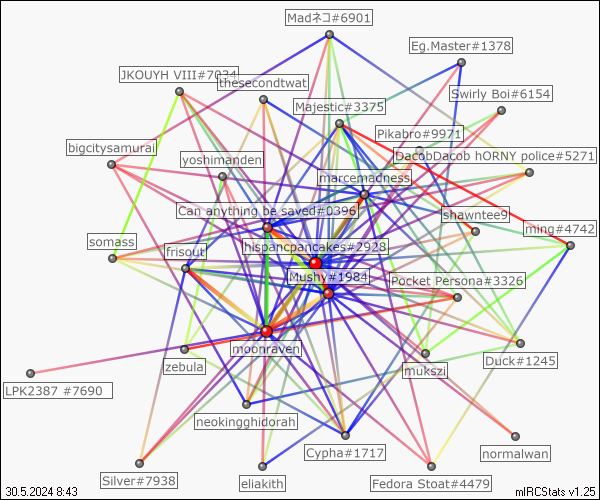 Madネコ#6901
Eg.Master#1378
JKOUYH VIII#7034
thesecondtwat
Swirly Boi#6154
Majestic#3375
Pikabro#9971
bigcitysamurai
yoshimanden
DacobDacob hORNY police#5271
marcemadness
Can anything be saved#0396
shawntee9
ming#4742
somass
frisout
hispancpancakes#2928
Mushy#1984
Pocket Persona#3326
moonraven
zebula
mukszi
Duck#1245
LPK2387 #7690
neokingghidorah
Cypha#1717
normalwan
Silver#7938
eliakith
Fedora Stoat#4479
30.5.2024 8:43
mIRCStats v1.25